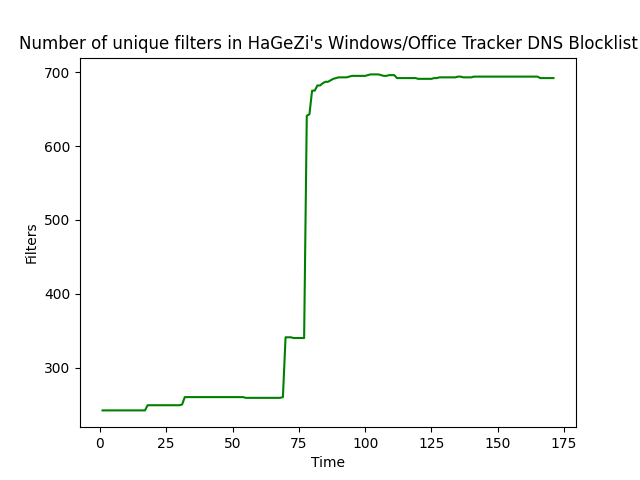 Number of unique filters in HaGeZi's Windows/Office Tracker DNS Blocklist
700
600
500
400
300
Filters
0 25 50 75 100 125 150 175
Time